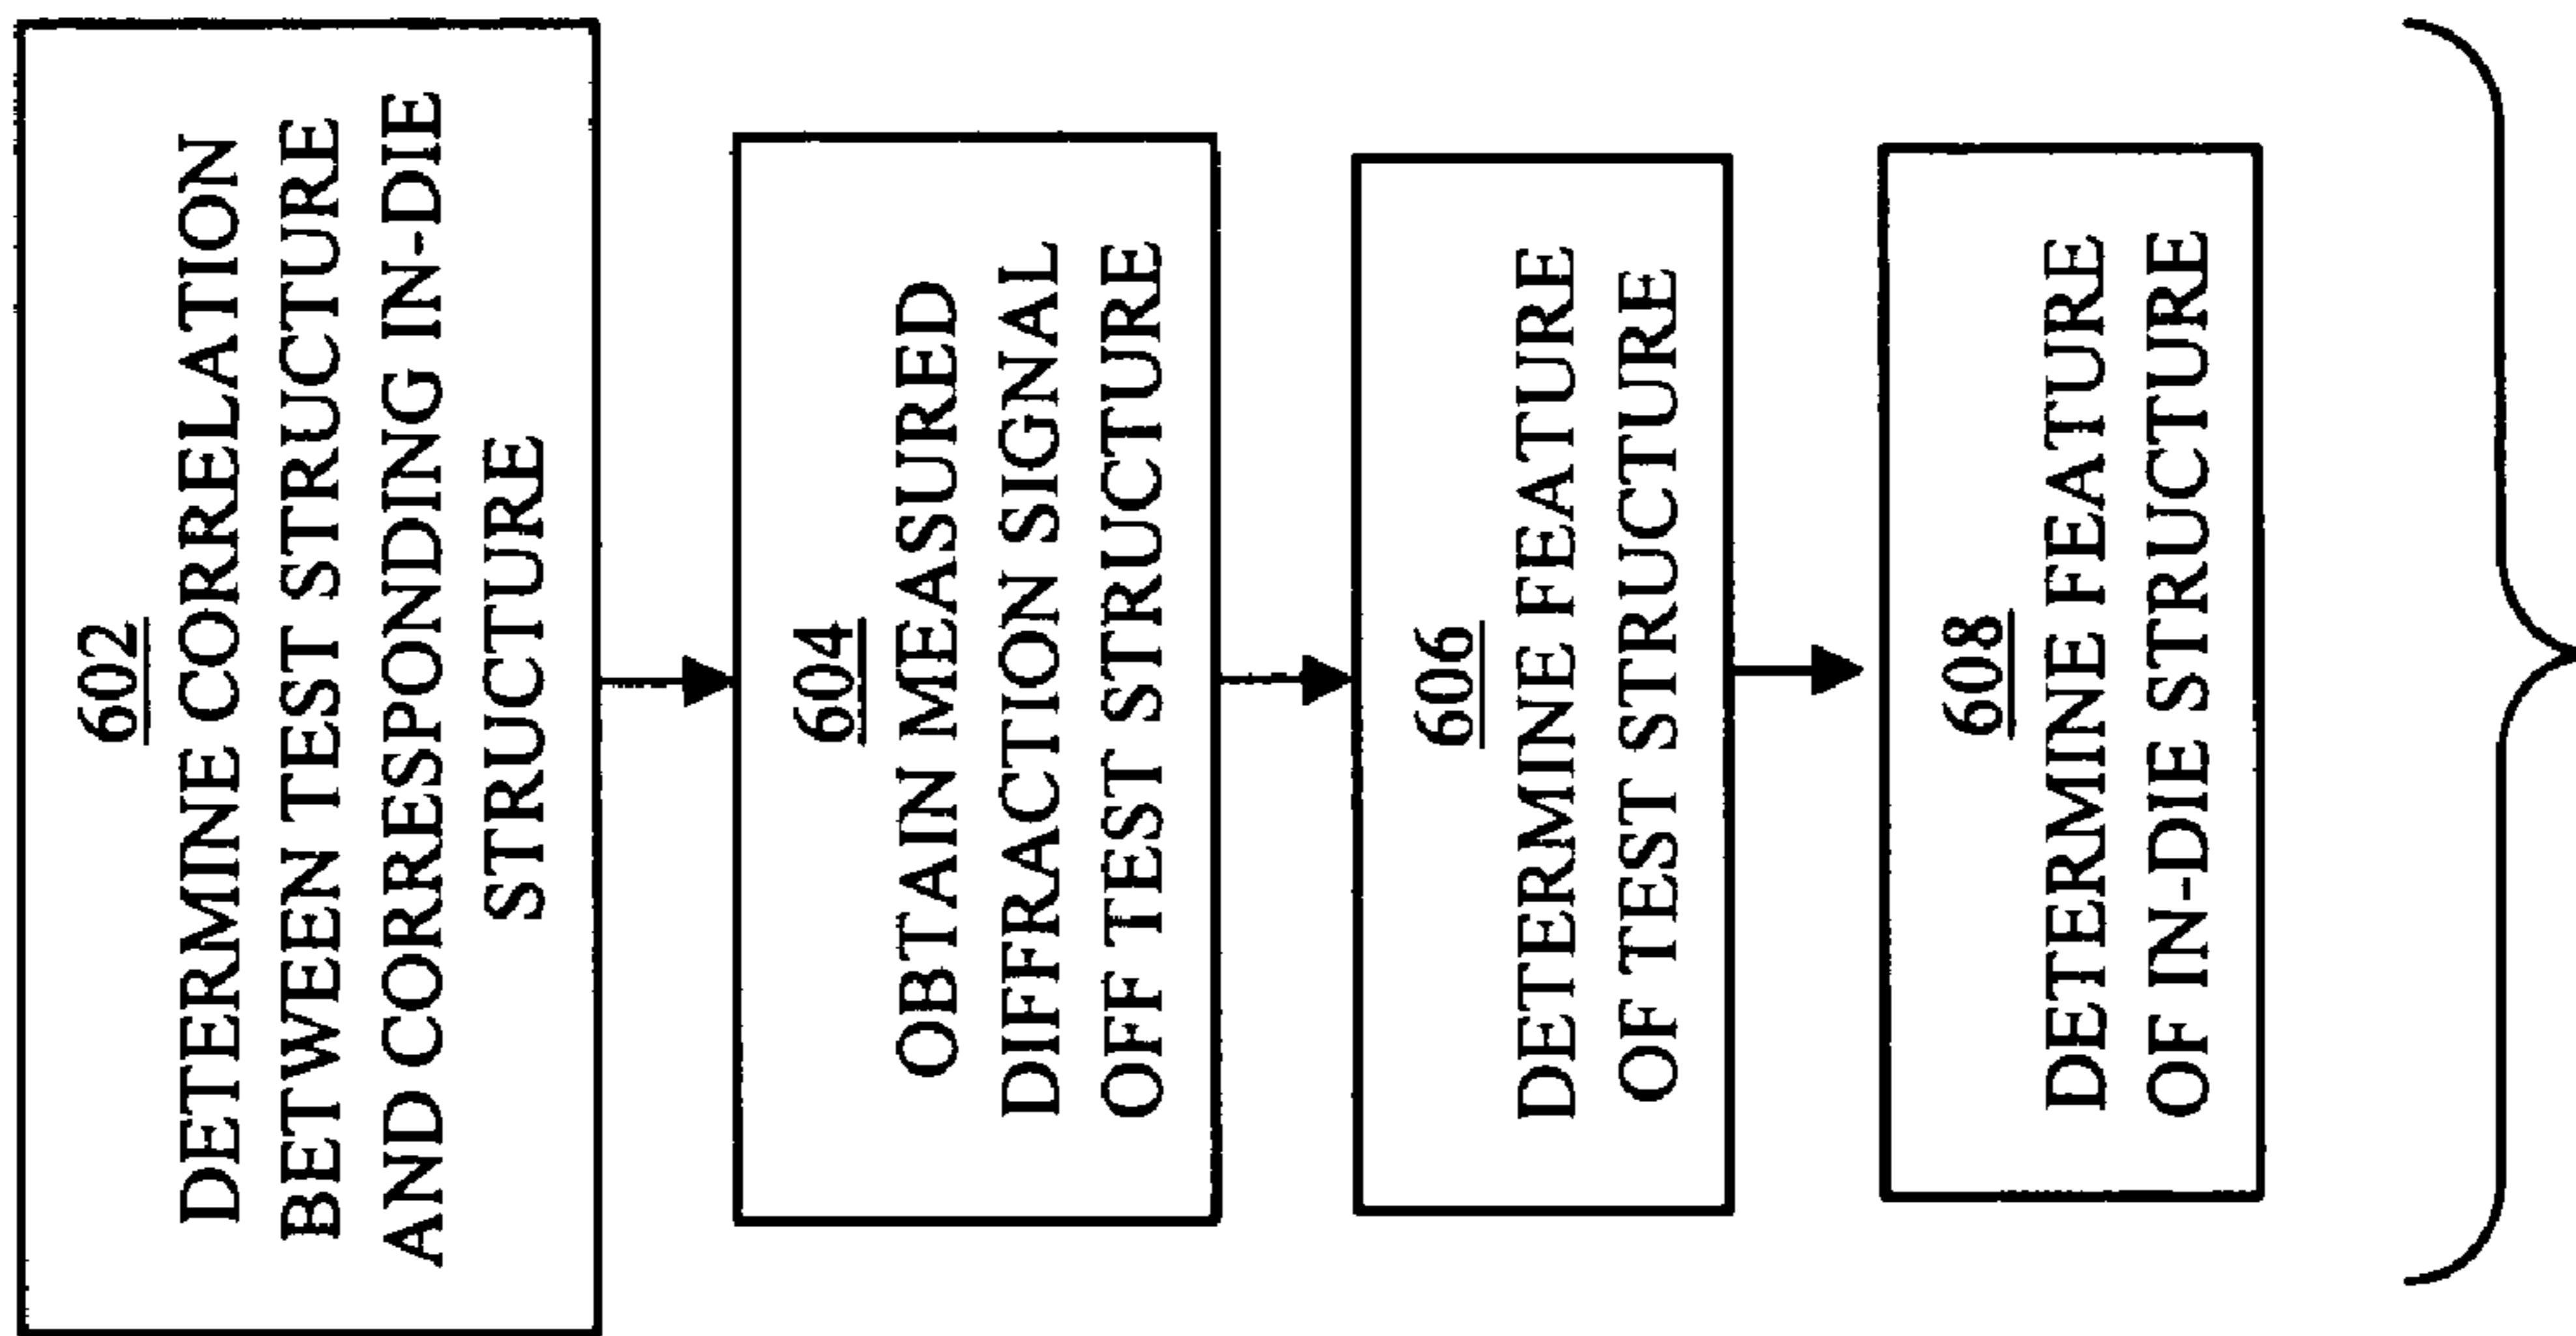 602
DETERMINE CORRELATION
BETWEEN TEST STRUCTURE
AND CORRESPONDING IN-DIE
STRUCTURE
604
OBTAIN MEASURED
DIFFRACTION SIGNAL
OFF TEST STRUCTURE
606
DETERMINE FEATURE
OF TEST STRUCTURE
608
DETERMINE FEATURE
OF IN-DIE STRUCTURE